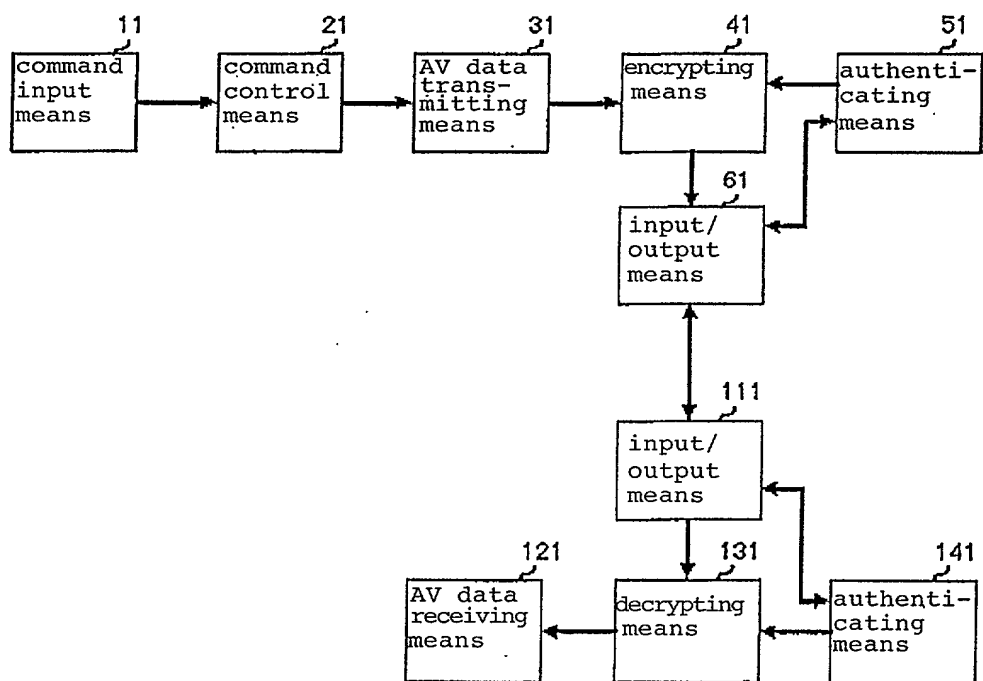 11
21
31
41
51
command
input
means
command
control
means
AV data
trans-
mitting
means
encrypting
means
authenti-
cating
means
61
input/
output
means
111
input/
output
means
121
131
141
AV data
receiving
means
decrypting
means
authenti-
cating
means